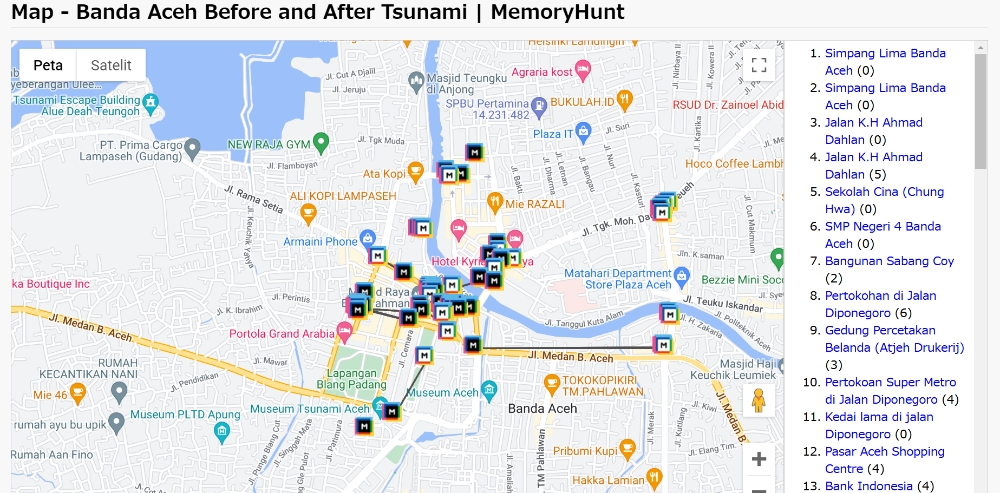 Map - Banda Aceh Before and After Tsunami | MemoryHunt
Peta
Satelit
Helsinki Lamdingin
yeberangan Ulee...
Tsunami Escape Building
Alue Deah Teungoh
Jl. Cut A Djalil
Jl. Jeruju
Masjid Teungku
di Anjong
Agraria kost
SPBU Pertamina
14.231.482
BUKULAH.ID
Jl. Nirbaya II
Jl. Kowera II
RSUD Dr. Zainoel Abid
Plaza IT
Jl. Suri
Jl. Kartika
Jl. Me
PT. Prima Cargo
Lampaseh (Gudang)
NEW RAJA GYM
Jl. Tgk Muda
Jl. Flamboyan
Ata Kopi
Jl. Bakti
Jl. Dharma
Jl. Letnan
Jl. Bangau
Jl. Nuri
Jl. Kasturi
Hoco Coffee Lambh
Jl. Rama Setia
ALI KOPI LAMPASEH
Mie RAZALI
Jl. Tgk. Moh. Dau
eueh
Jl. Cut Makmum
Jl. Keuchik Yahya
Armaini Phone
Hotel Kyria
ya
Jln. K.saman
Matahari Department
Store Plaza Aceh
Bezzie Mini Socc
ka Boutique Inc
Jl. Perintis
M
d Raya
B
rahman
Jl. Sye
Jl. K. Ibrahim
Jl. Medan B. Aceh
Jl. Teuku Iskandar
Jl. Tanggul Kuta Alam
Jl. H. Zakaria
Jl. Politeknik Aceh
Portola Grand Arabia
Jl. Cemara
Jl. Mawar
Jl. Medan B. Aceh
RUMAH
KECANTIKAN NANI
Jl. Pendidikan
Lapangan
Blang Padang
Masjid Haji
Keuchik Leumiek
Mie 46
Museum Aceh
TOKOKOPIKIRI
TM.PAHLAWAN
Museum Tsunami Aceh
Banda Aceh
Jl. Kiwi
Jl. Medan B.
Museum PLTD Apung
rumah ayu bu upik
Jl. Punge Blang Cut
Jl. Singgah Mata
Jl. Patimura
Jl. Merak
Jl. Kutilang
TM Pahlawan
Rumah Aan Fino
Pribumi Kupi
Jl. Elang Tim.
ng Gle Pulot
Jl. Amaliah
Hakka Lamian
1. Simpang Lima Banda
Aceh (0)
2. Simpang Lima Banda
Aceh (0)
3. Jalan K.H Ahmad
Dahlan (0)
4. Jalan K.H Ahmad
Dahlan (5)
5. Sekolah Cina (Chung
Hwa) (0)
6. SMP Negeri 4 Banda
Aceh (0)
7. Bangunan Sabang Coy
(2)
8. Pertokohan di Jalan
Diponegoro (6)
9. Gedung Percetakan
Belanda (Atjeh Drukerij)
(3)
10. Pertokoan Super Metro
di Jalan Diponegoro (4)
11. Kedai lama di jalan
Diponegoro (0)
12. Pasar Aceh Shopping
Centre (4)
13. Bank Indonesia (4)